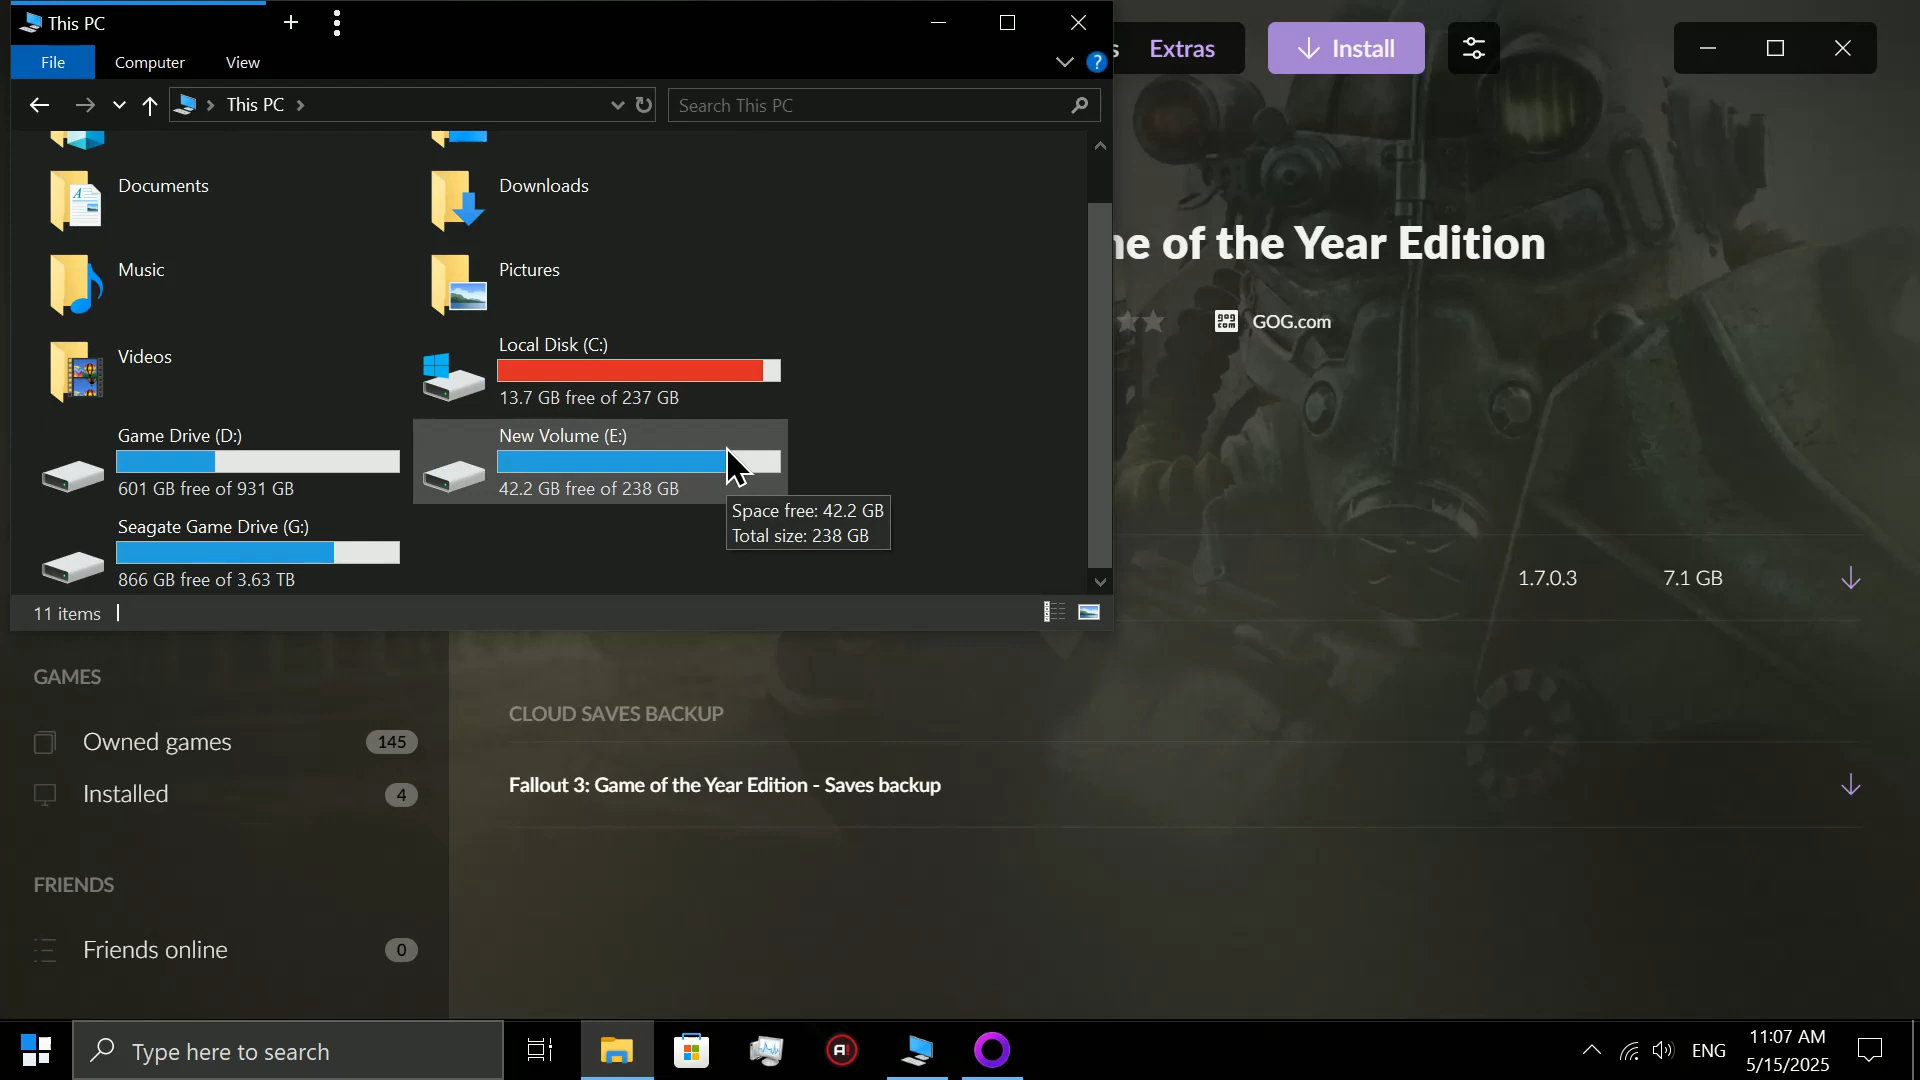 This PC
File
Computer
View
This PC
Search This PC
Documents
Downloads
Music
Pictures
Videos
Local Disk (C:)
13.7 GB free of 237 GB
Game Drive (D:)
601 GB free of 931 GB
New Volume (E:)
42.2 GB free of 238 GB
Space free: 42.2 GB
Total size: 238 GB
Seagate Game Drive (G:)
866 GB free of 3.63 TB
11 items
s
Extras
Install
ne of the Year Edition
GOG.com
1.7.0.3
7.1 GB
GAMES
Owned games
145
Installed
4
FRIENDS
Friends online
0
CLOUD SAVES BACKUP
Fallout 3: Game of the Year Edition - Saves backup
Type here to search
ENG
11:07 AM
5/15/2025